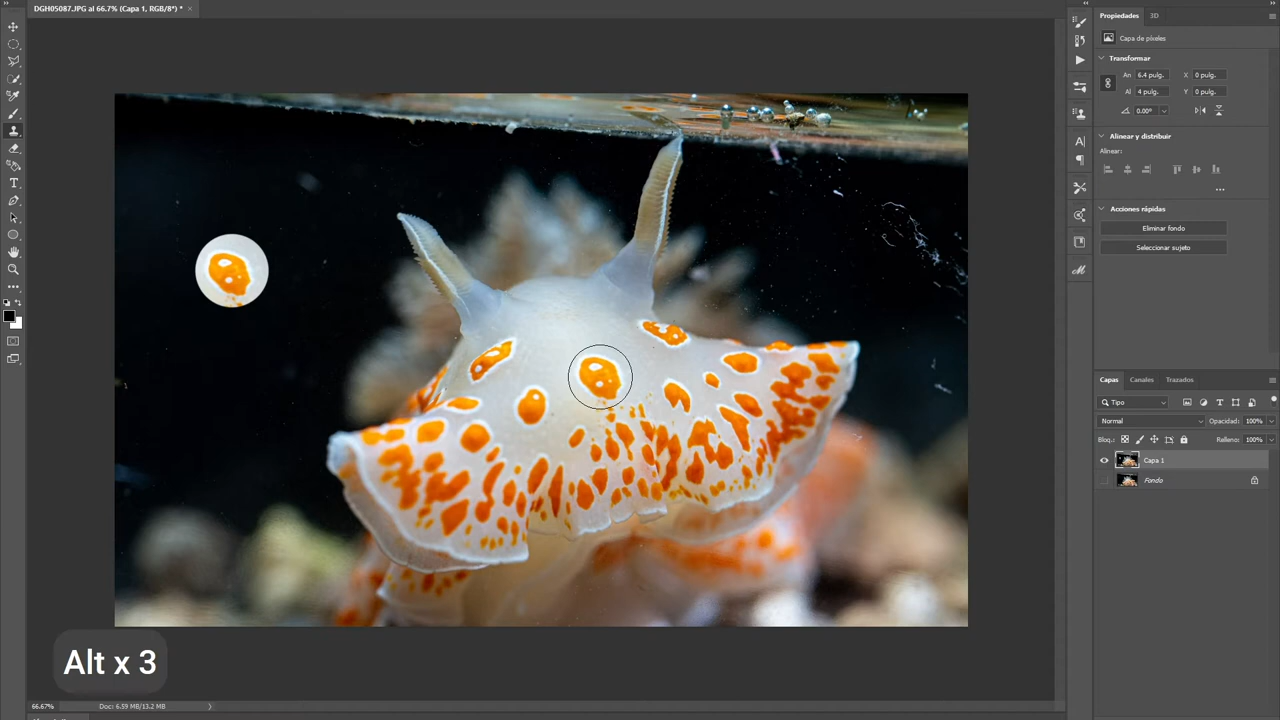 DGH05087.JPG al 66.7% (Capa 1, RGB/8*) *
Propiedades
3D
Capa de píxeles
Transformar
An
6.4 pulg.
X
0 pulg.
Al
4 pulg.
Y
0 pulg.
0.00°
Alinear y distribuir
Alinear:
Acciones rápidas
Eliminar fondo
Seleccionar sujeto
Capas
Canales
Trazados
Tipo
Normal
Opacidad:
100%
Bloq.:
Relleno:
100%
Capa 1
Fondo
Alt x 3
66.67%
Doc: 6.59 MB/13.2 MB